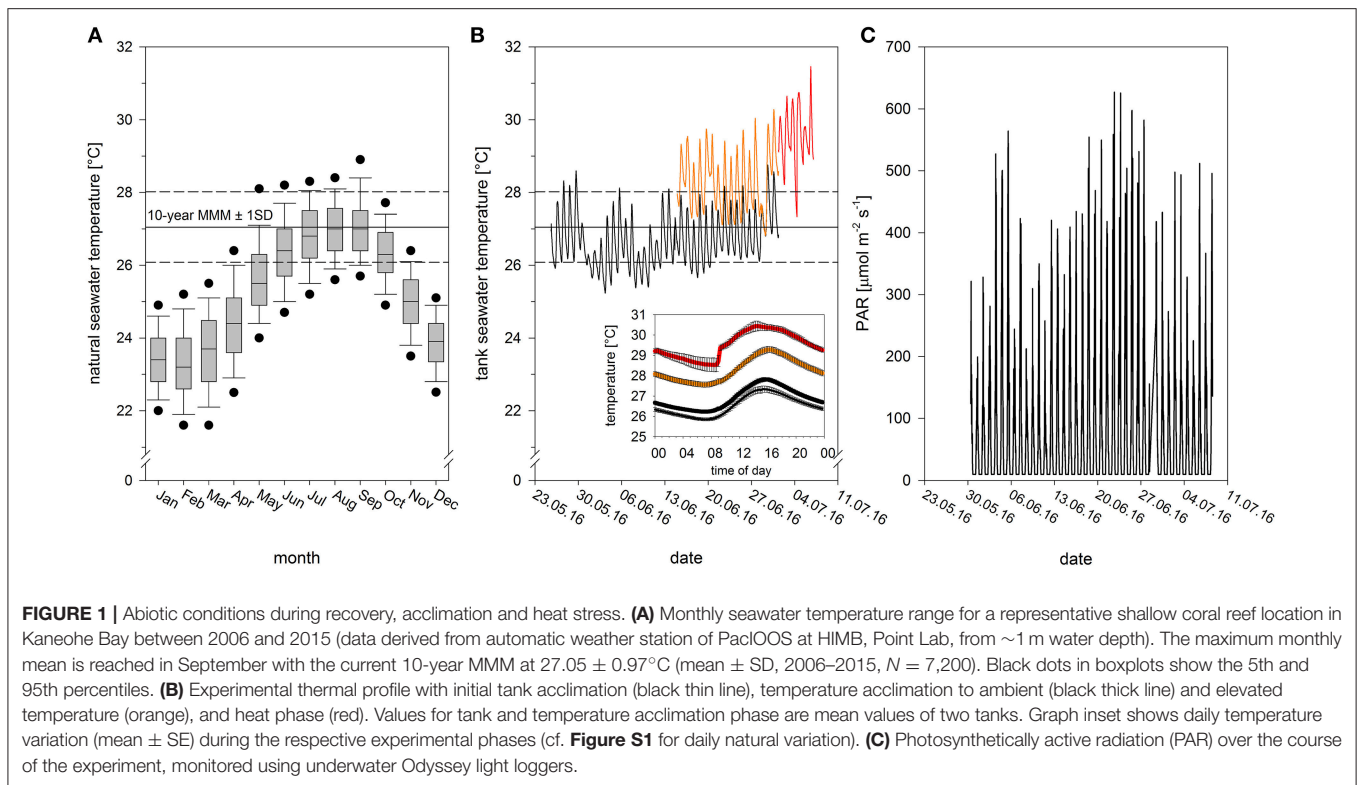 A
natural seawater temperature [°C]
32
30
28
26
24
22
0
10-year MMM ± 1SD
Jan
Feb
Mar
Apr
May
Jun
Jul
Aug
Sep
Oct
Nov
Dec
month
B
tank seawater temperature [°C]
32
30
28
26
24
22
0
temperature [°C]
31
30
29
28
27
26
25
00 04 08 12 16 20 00
time of day
23.05.16
30.05.16
06.06.16
13.06.16
20.06.16
27.06.16
04.07.16
11.07.16
date
C
PAR [µmol m⁻² s⁻¹]
800
700
600
500
400
300
200
100
0
23.05.16
30.05.16
06.06.16
13.06.16
20.06.16
27.06.16
04.07.16
11.07.16
date
FIGURE 1 | Abiotic conditions during recovery, acclimation and heat stress. (A) Monthly seawater temperature range for a representative shallow coral reef location in
Kaneohe Bay between 2006 and 2015 (data derived from automatic weather station of PacIOOS at HIMB, Point Lab, from ~1 m water depth). The maximum monthly
mean is reached in September with the current 10-year MMM at 27.05 ± 0.97°C (mean ± SD, 2006–2015, N = 7,200). Black dots in boxplots show the 5th and
95th percentiles. (B) Experimental thermal profile with initial tank acclimation (black thin line), temperature acclimation to ambient (black thick line) and elevated
temperature (orange), and heat phase (red). Values for tank and temperature acclimation phase are mean values of two tanks. Graph inset shows daily temperature
variation (mean ± SE) during the respective experimental phases (cf. Figure S1 for daily natural variation). (C) Photosynthetically active radiation (PAR) over the course
of the experiment, monitored using underwater Odyssey light loggers.